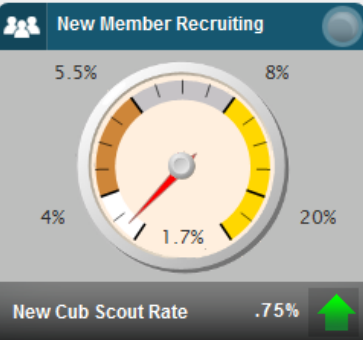 New Member Recruiting
5.5% 8%
4% 20%
1.7%
New Cub Scout Rate .75%